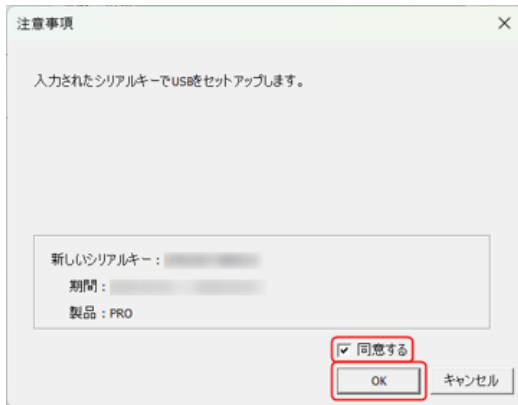 注意事項
入力されたシリアルキーでUSBをセットアップします。
新しいシリアルキー：
期間：
製品：PRO
同意する
OK キャンセル